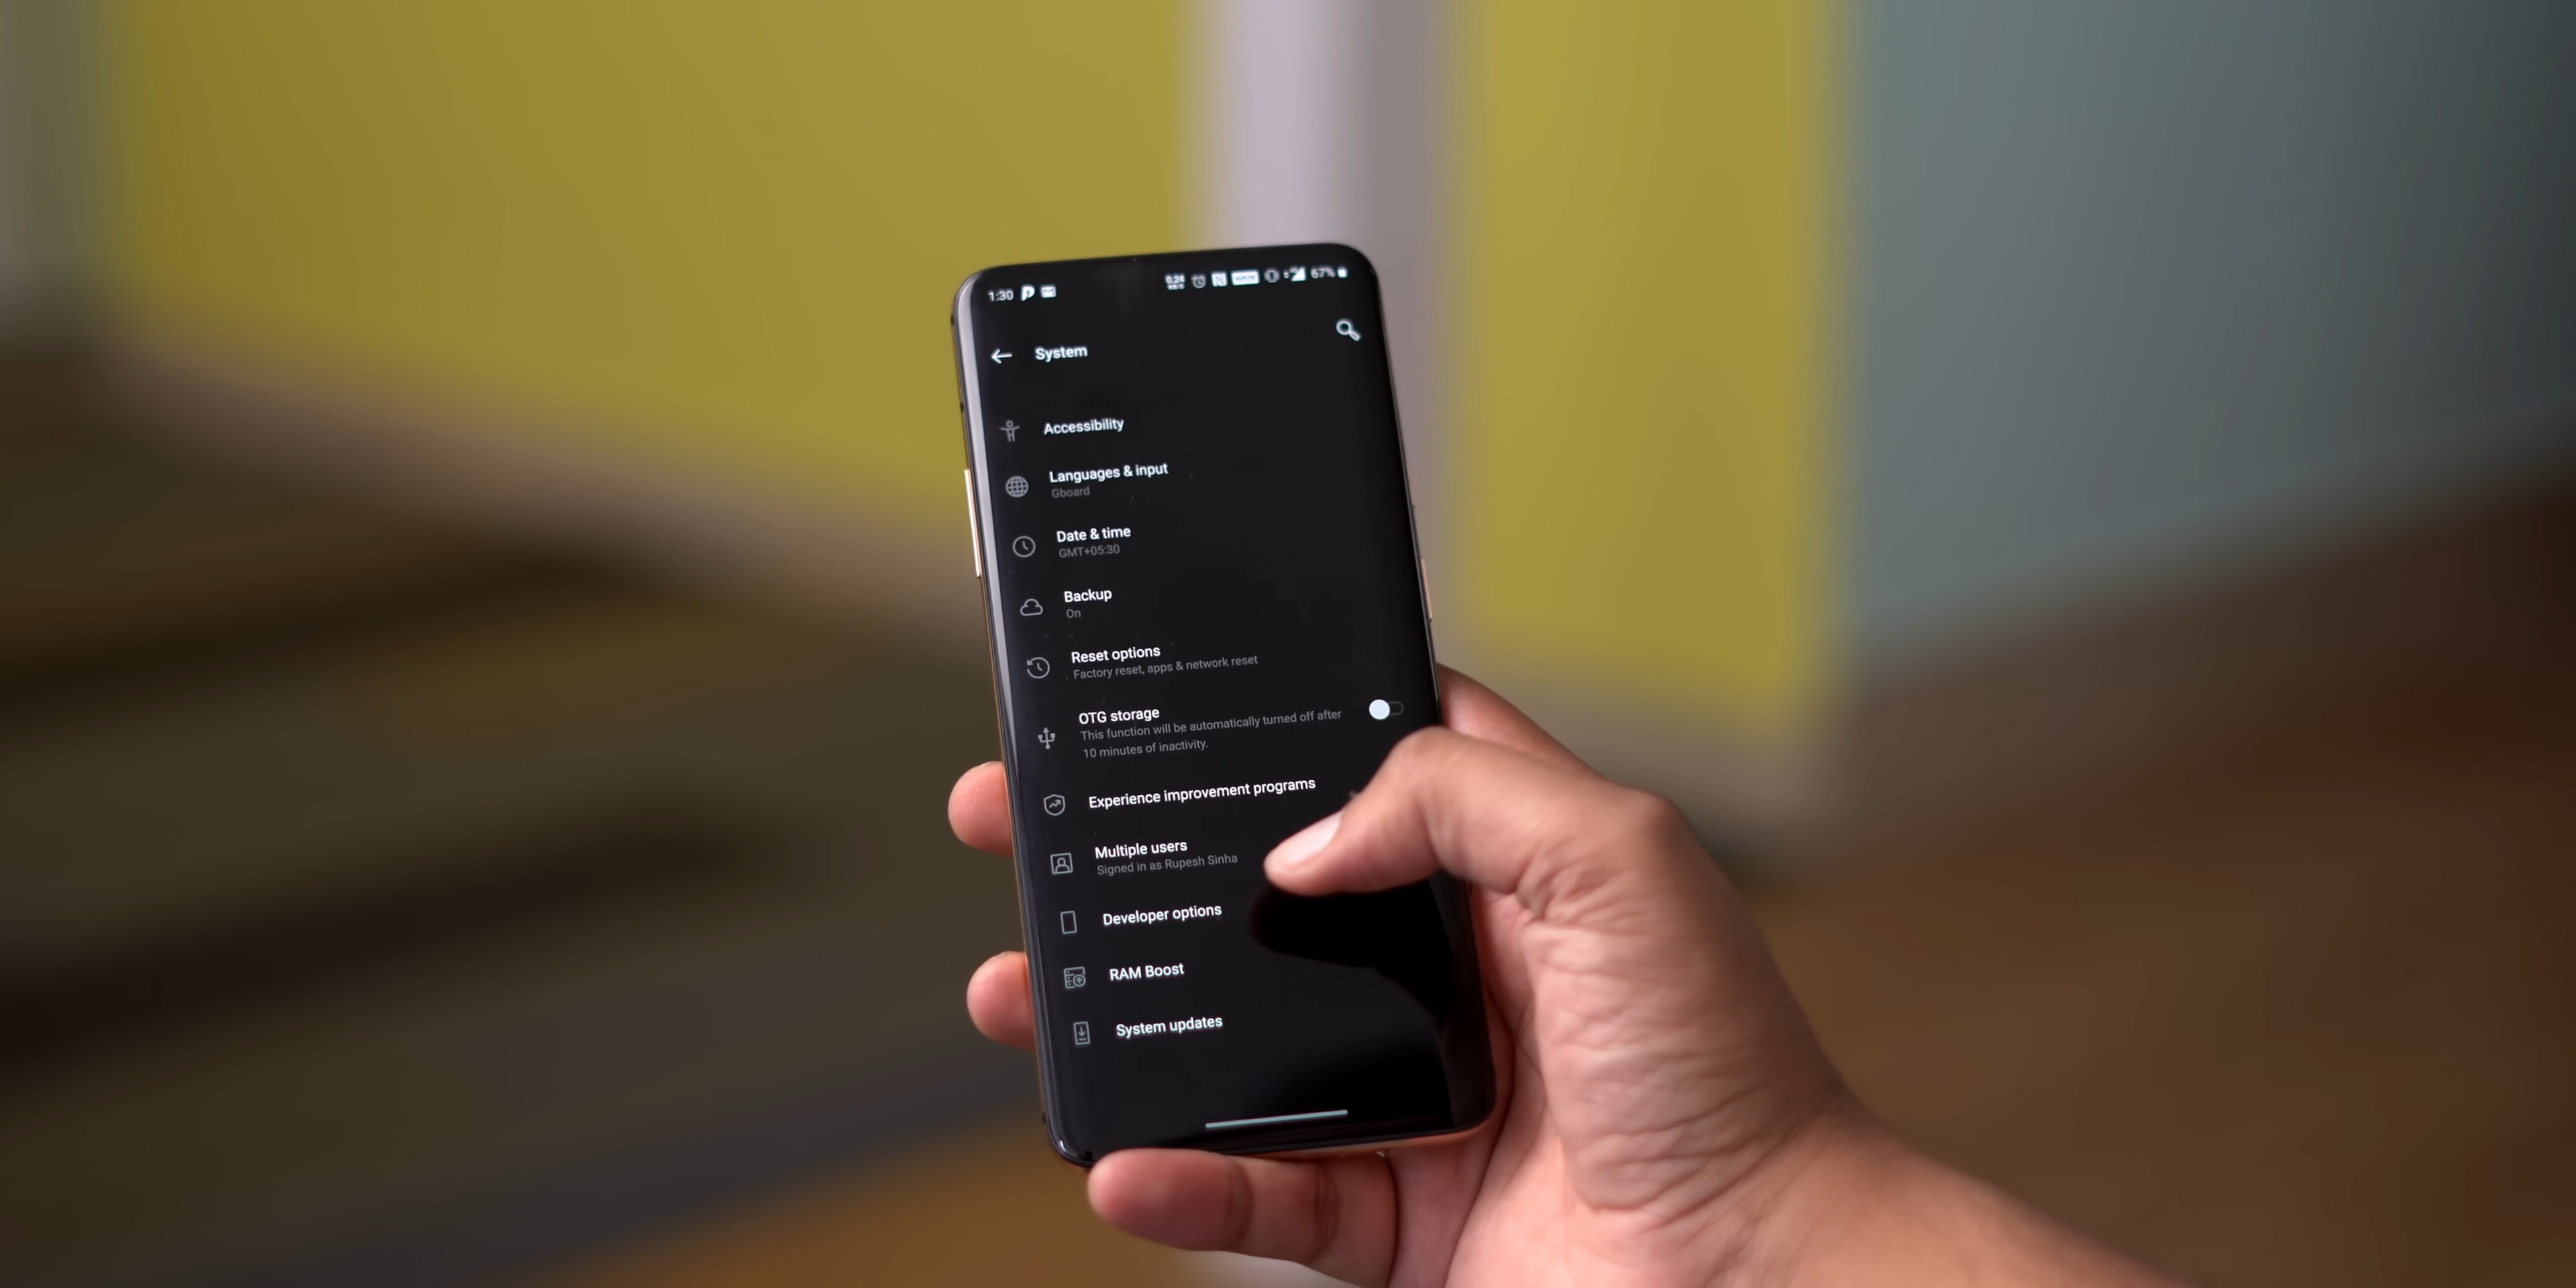 1:30
0.24
67%
System
Accessibility
Languages & input
Gboard
Date & time
GMT+05:30
Backup
On
Reset options
Factory reset, apps & network reset
OTG storage
This function will be automatically turned off after
10 minutes of inactivity.
Experience improvement programs
Multiple users
Signed in as Rupesh Sinha
Developer options
RAM Boost
System updates